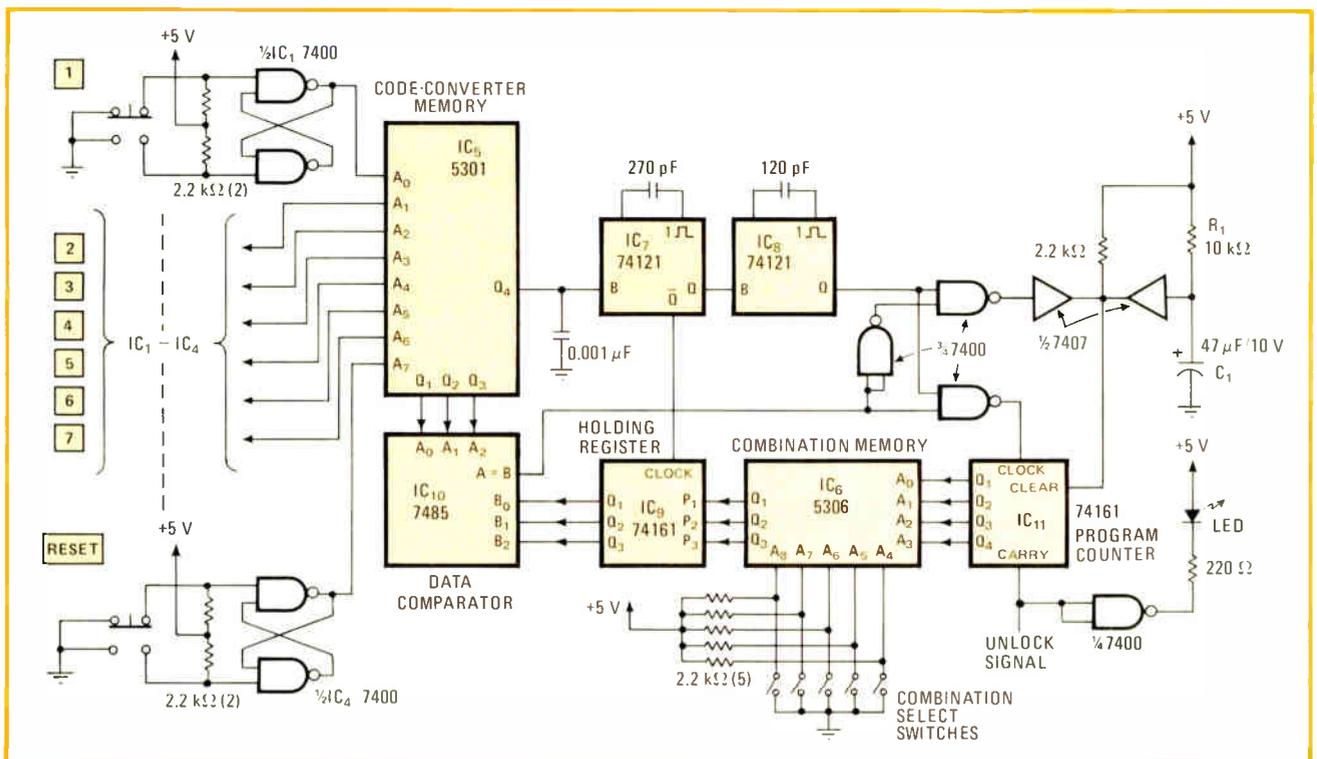 +5 V
1
½IC₁ 7400
2.2 kΩ (2)
CODE-CONVERTER
MEMORY
IC₅
5301
A₀
A₁
A₂
A₃
A₄
A₅
A₆
A₇
Q₄
Q₁ Q₂ Q₃
2
3
4
5
6
7
IC₁ – IC₄
0.001 μF
270 pF
IC₇
74121
B
Q̅
Q
1
120 pF
IC₈
74121
B
Q
1
¾7400
½7407
2.2 kΩ
+5 V
R₁
10 kΩ
+
47 μF/10 V
C₁
A₀ A₁ A₂
A = B
IC₁₀
7485
B₀
B₁
B₂
DATA
COMPARATOR
HOLDING
REGISTER
CLOCK
IC₉
74161
Q₁
Q₂
Q₃
P₁
P₂
P₃
COMBINATION MEMORY
IC₆
5306
Q₁
Q₂
Q₃
A₀
A₁
A₂
A₃
A₈ A₇ A₆ A₅ A₄
CLOCK
CLEAR
Q₁
Q₂
Q₃
Q₄
IC₁₁
CARRY
74161
PROGRAM
COUNTER
+5 V
LED
220 Ω
¼7400
UNLOCK
SIGNAL
+5 V
2.2 kΩ (5)
COMBINATION
SELECT
SWITCHES
RESET
+5 V
2.2 kΩ (2)
½IC₄ 7400